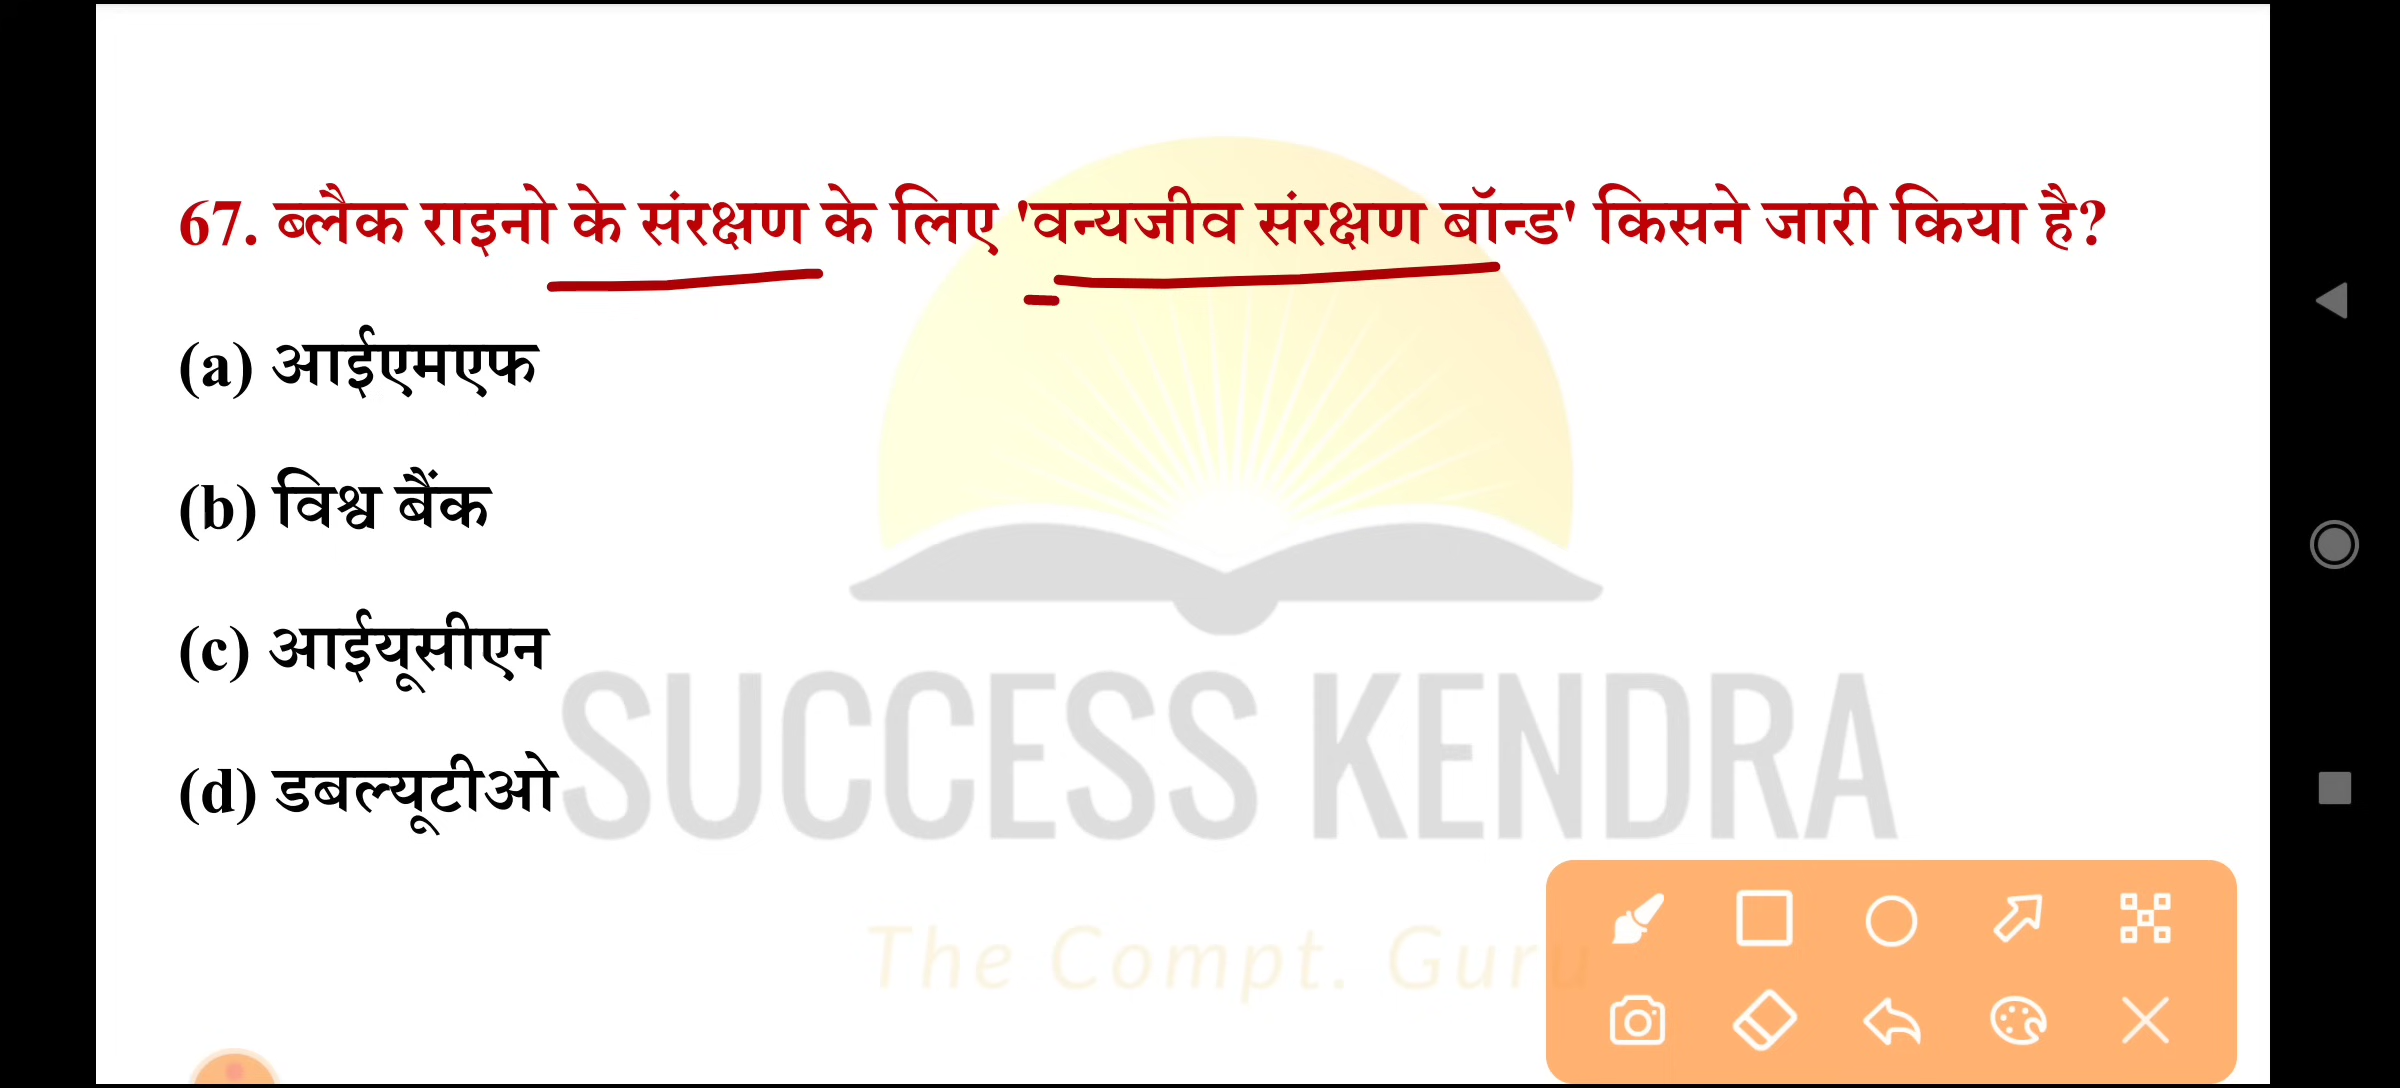 67. ब्लैक राइनो के संरक्षण के लिए 'वन्यजीव संरक्षण बॉन्ड' किसने जारी किया है?
(a) आईएमएफ
(b) विश्व बैंक
(c) आईयूसीएन
(d) डबल्यूटीओ
SUCCESS KENDRA
The Compt. Guru